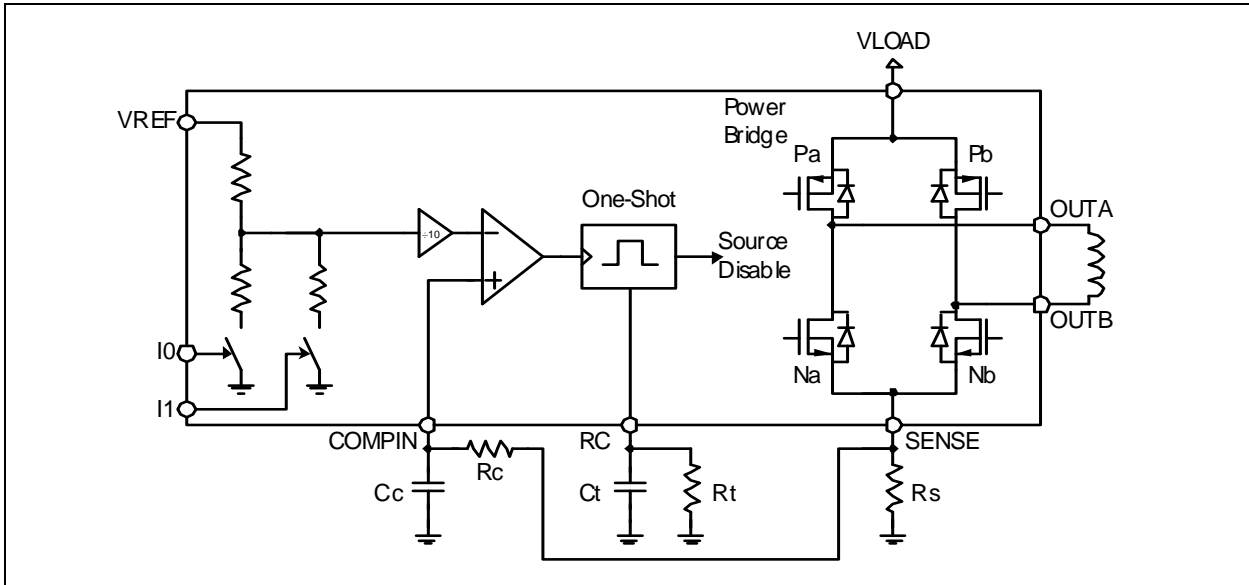 VLOAD
VREF
Power
Bridge
Pa
Pb
One-Shot
OUTA
÷10
−
+
Source
Disable
OUTB
I0
Na
Nb
I1
COMPIN
RC
SENSE
Rc
Cc
Ct
Rt
Rs